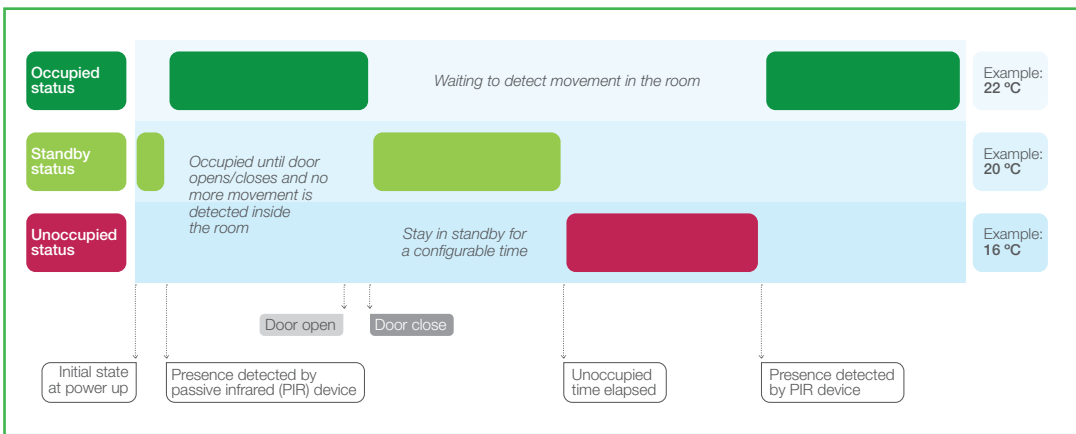 Occupied
status
Waiting to detect movement in the room
Example:
22 ºC
Standby
status
Occupied until door
opens/closes and no
more movement is
detected inside
the room
Example:
20 ºC
Unoccupied
status
Stay in standby for
a configurable time
Example:
16 ºC
Door open
Door close
Initial state
at power up
Presence detected by
passive infrared (PIR) device
Unoccupied
time elapsed
Presence detected
by PIR device